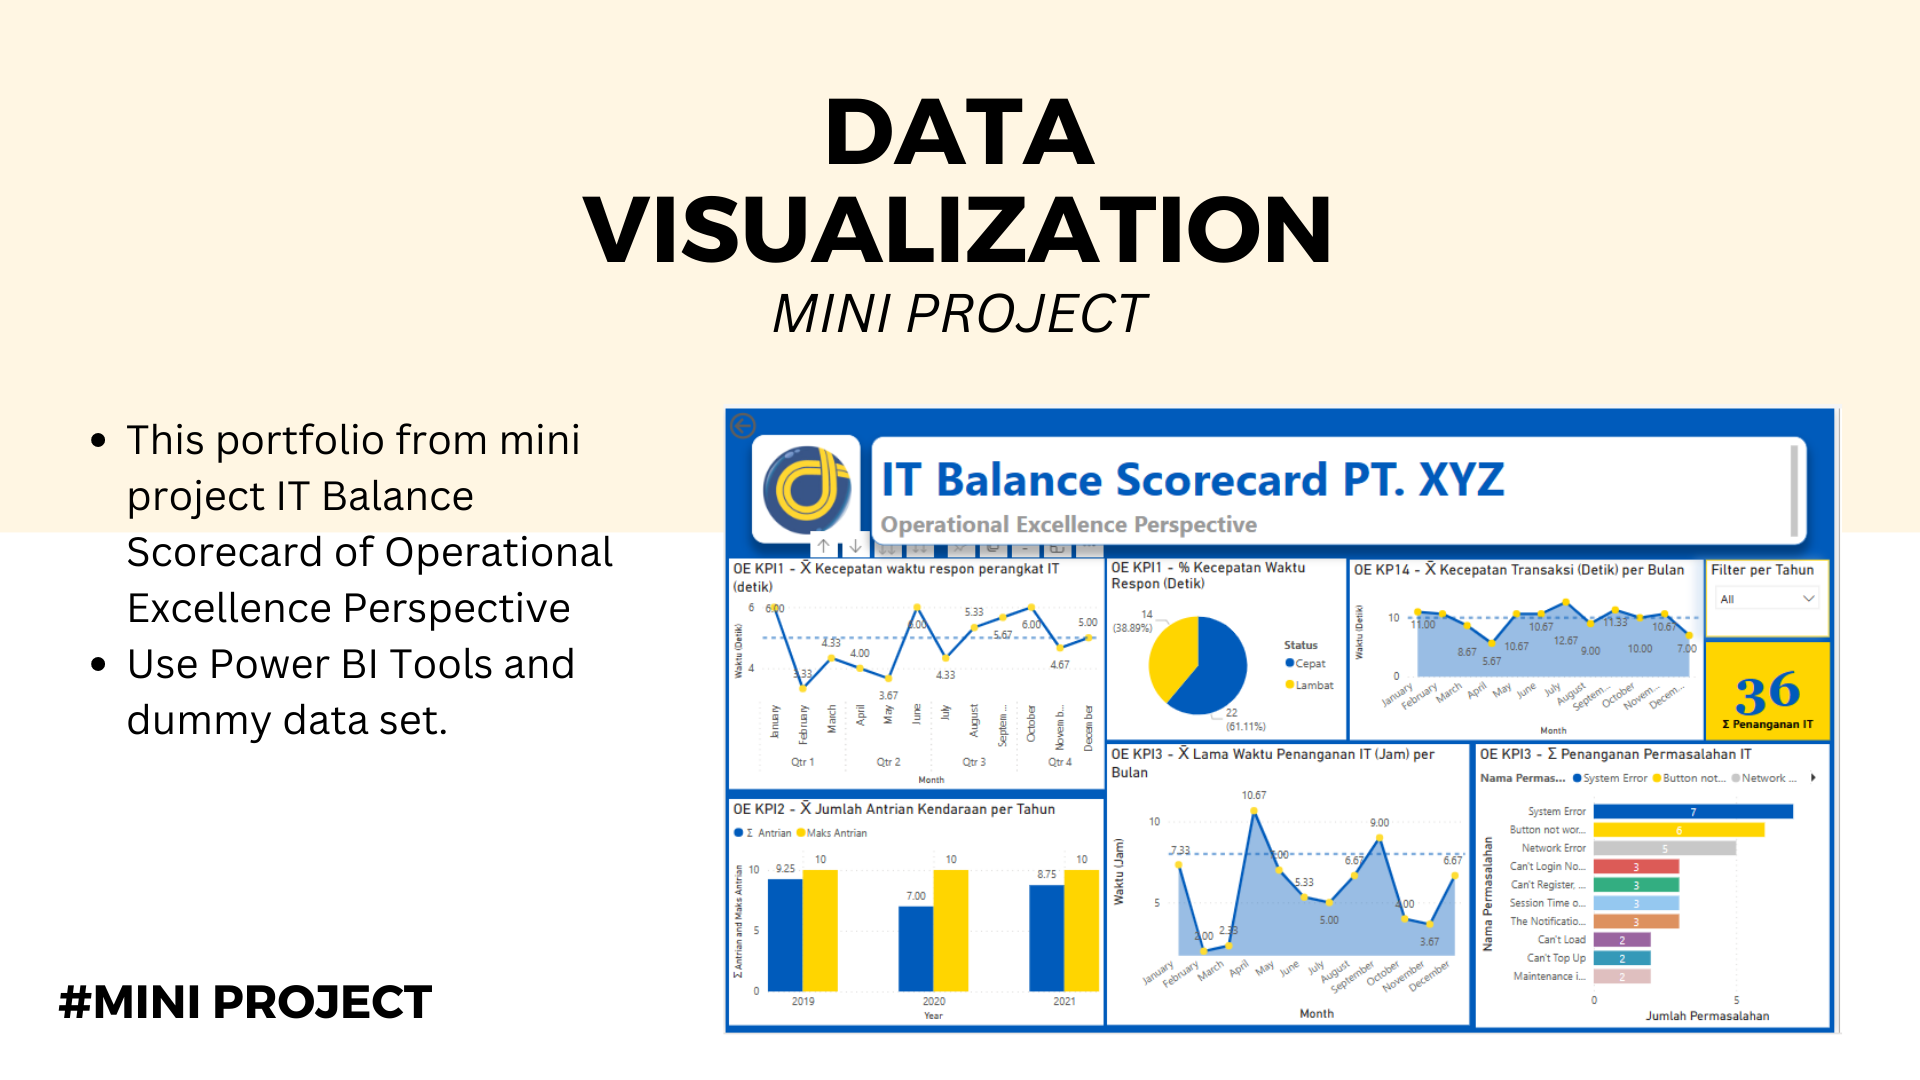 DATA
VISUALIZATION
MINI PROJECT
This portfolio from mini
project IT Balance
Scorecard of Operational
Excellence Perspective
Use Power BI Tools and
dummy data set.
#MINI PROJECT
IT Balance Scorecard PT. XYZ
Operational Excellence Perspective
OE KPI1 - X̄ Kecepatan waktu respon perangkat IT
(detik)
Waktu (Detik)
6
4
6.00
3.33
4.33
4.00
3.67
6.00
4.33
5.33
5.67
6.00
4.67
5.00
January
February
March
April
May
June
July
August
Septem...
October
Novemb...
December
Qtr 1
Qtr 2
Qtr 3
Qtr 4
Month
OE KPI1 - % Kecepatan Waktu
Respon (Detik)
14
(38.89%)
22
(61.11%)
Status
Cepat
Lambat
OE KP14 - X̄ Kecepatan Transaksi (Detik) per Bulan
Waktu (Detik)
10
0
11.00
8.67
5.67
10.67
10.67
12.67
9.00
11.33
10.00
10.67
7.00
January
February
March
April
May
June
July
August
Septem...
October
Novem...
Decem...
Month
Filter per Tahun
All
36
Σ Penanganan IT
OE KPI2 - X̄ Jumlah Antrian Kendaraan per Tahun
Σ Antrian
Maks Antrian
Σ Antrian and Maks Antrian
10
5
0
9.25
10
7.00
10
8.75
10
2019
2020
2021
Year
OE KPI3 - X̄ Lama Waktu Penanganan IT (Jam) per
Bulan
Waktu (Jam)
10
5
7.33
2.00
2.33
10.67
7.00
5.33
5.00
6.67
9.00
4.00
3.67
6.67
January
February
March
April
May
June
July
August
September
October
November
December
Month
OE KPI3 - Σ Penanganan Permasalahan IT
Nama Permas...
System Error
Button not...
Network ...
Nama Permasalahan
System Error 7
Button not wor... 6
Network Error 5
Can't Login No... 3
Can't Register, ... 3
Session Time o... 3
The Notificatio... 3
Can't Load 2
Can't Top Up 2
Maintenance i... 2
0
5
Jumlah Permasalahan